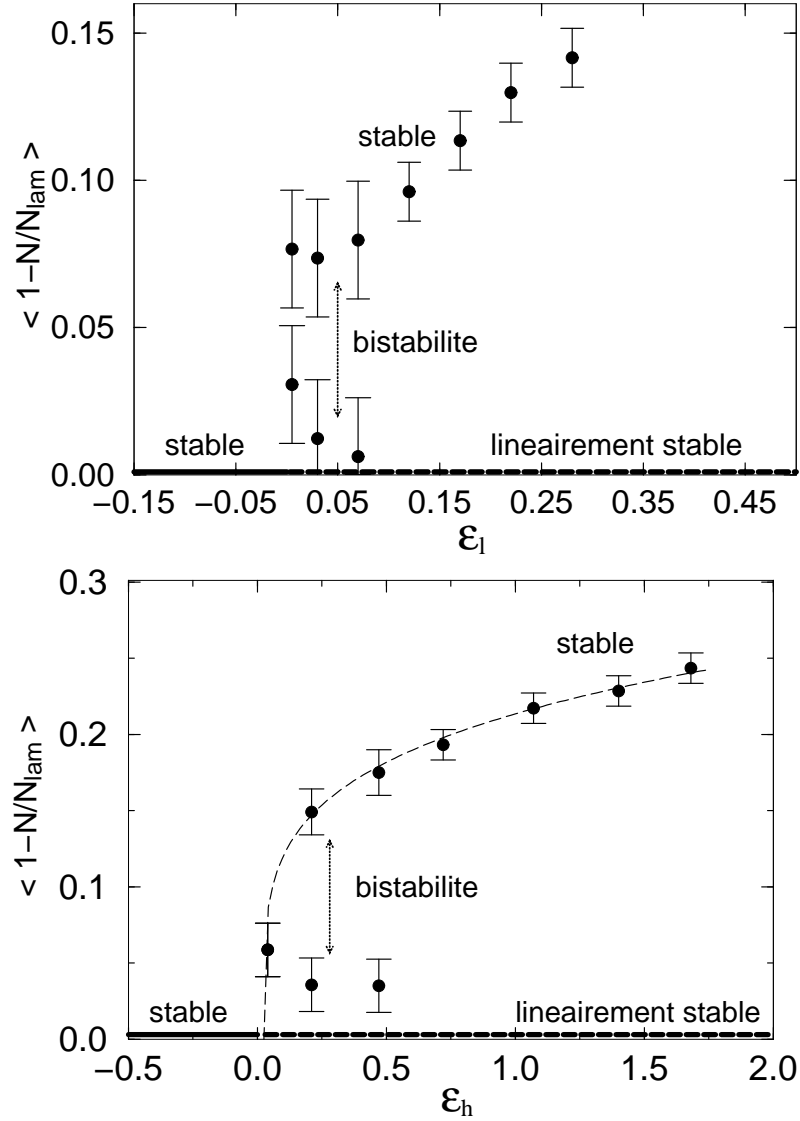 0.15
0.10
0.05
0.00
< 1−N/N_lam >
stable
bistabilite
stable
lineairement stable
−0.15 −0.05 0.05 0.15 0.25 0.35 0.45
ε_l
0.3
0.2
0.1
0.0
< 1−N/N_lam >
stable
bistabilite
stable
lineairement stable
−0.5 0.0 0.5 1.0 1.5 2.0
ε_h